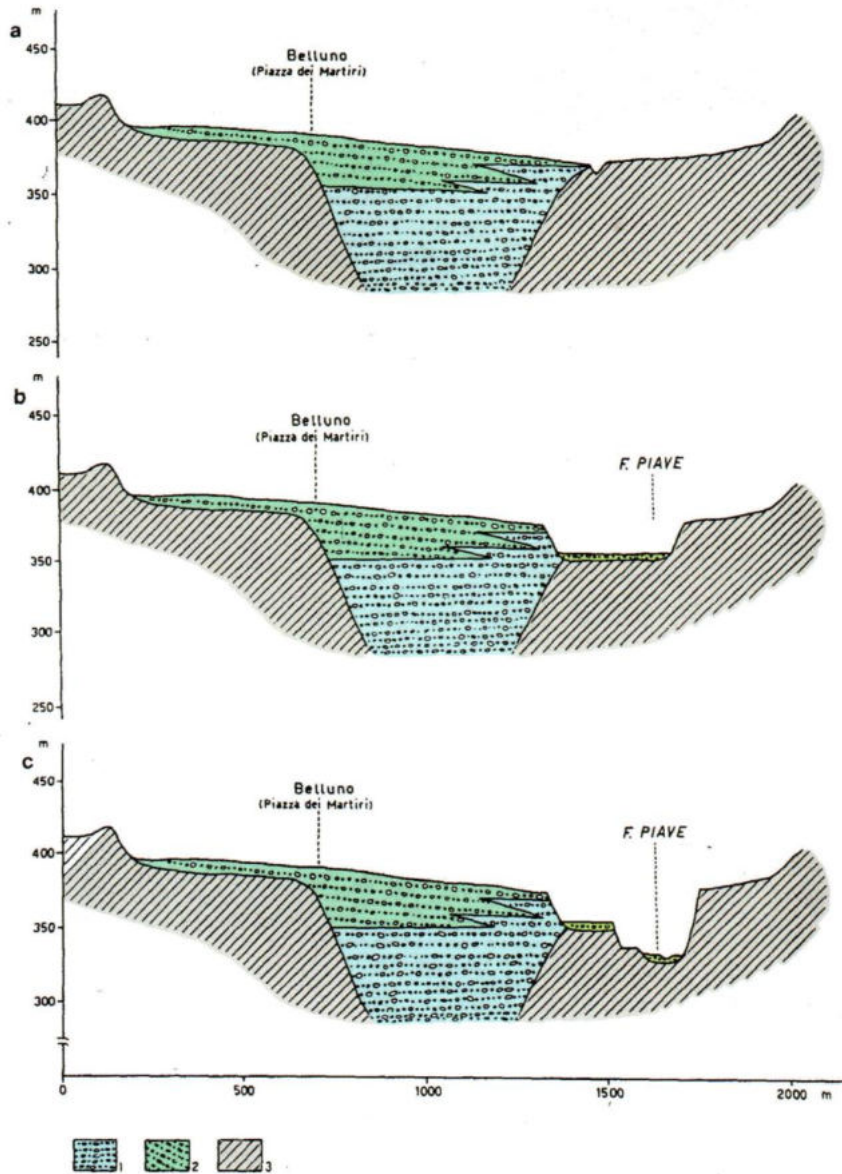 a
m
450
400
350
300
250
Belluno
(Piazza dei Martiri)
b
m
450
400
350
300
250
Belluno
(Piazza dei Martiri)
F. PIAVE
c
m
450
400
350
300
Belluno
(Piazza dei Martiri)
F. PIAVE
0 500 1000 1500 2000 m
1 2 3